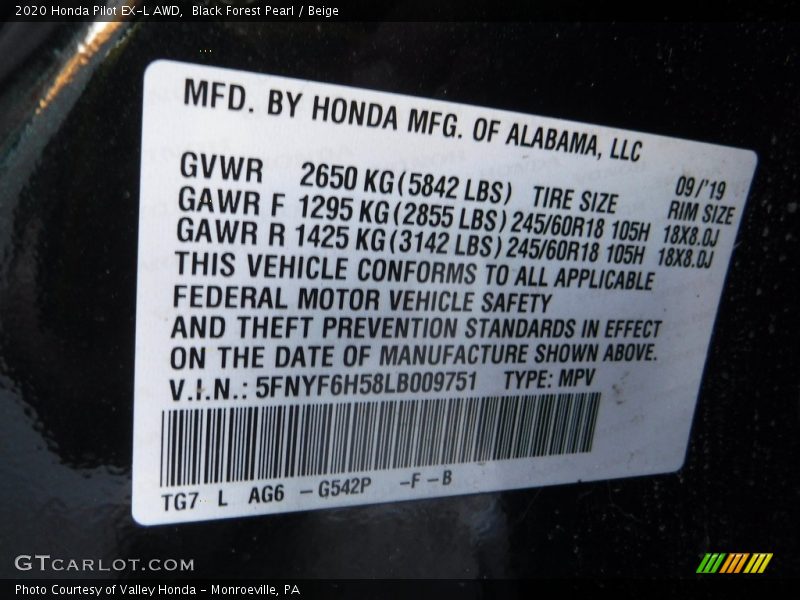 2020 Honda Pilot EX-L AWD,  Black Forest Pearl / Beige
MFD. BY HONDA MFG. OF ALABAMA, LLC
GVWR 2650 KG(5842 LBS) TIRE SIZE 09/'19 RIM SIZE
GAWR F 1295 KG(2855 LBS) 245/60R18 105H 18X8.0J
GAWR R 1425 KG(3142 LBS) 245/60R18 105H 18X8.0J
THIS VEHICLE CONFORMS TO ALL APPLICABLE
FEDERAL MOTOR VEHICLE SAFETY
AND THEFT PREVENTION STANDARDS IN EFFECT
ON THE DATE OF MANUFACTURE SHOWN ABOVE.
V.I.N.: 5FNYF6H58LB009751 TYPE: MPV
TG7 L AG6 -G542P -F-B
GTCARLOT.COM
Photo Courtesy of Valley Honda - Monroeville, PA